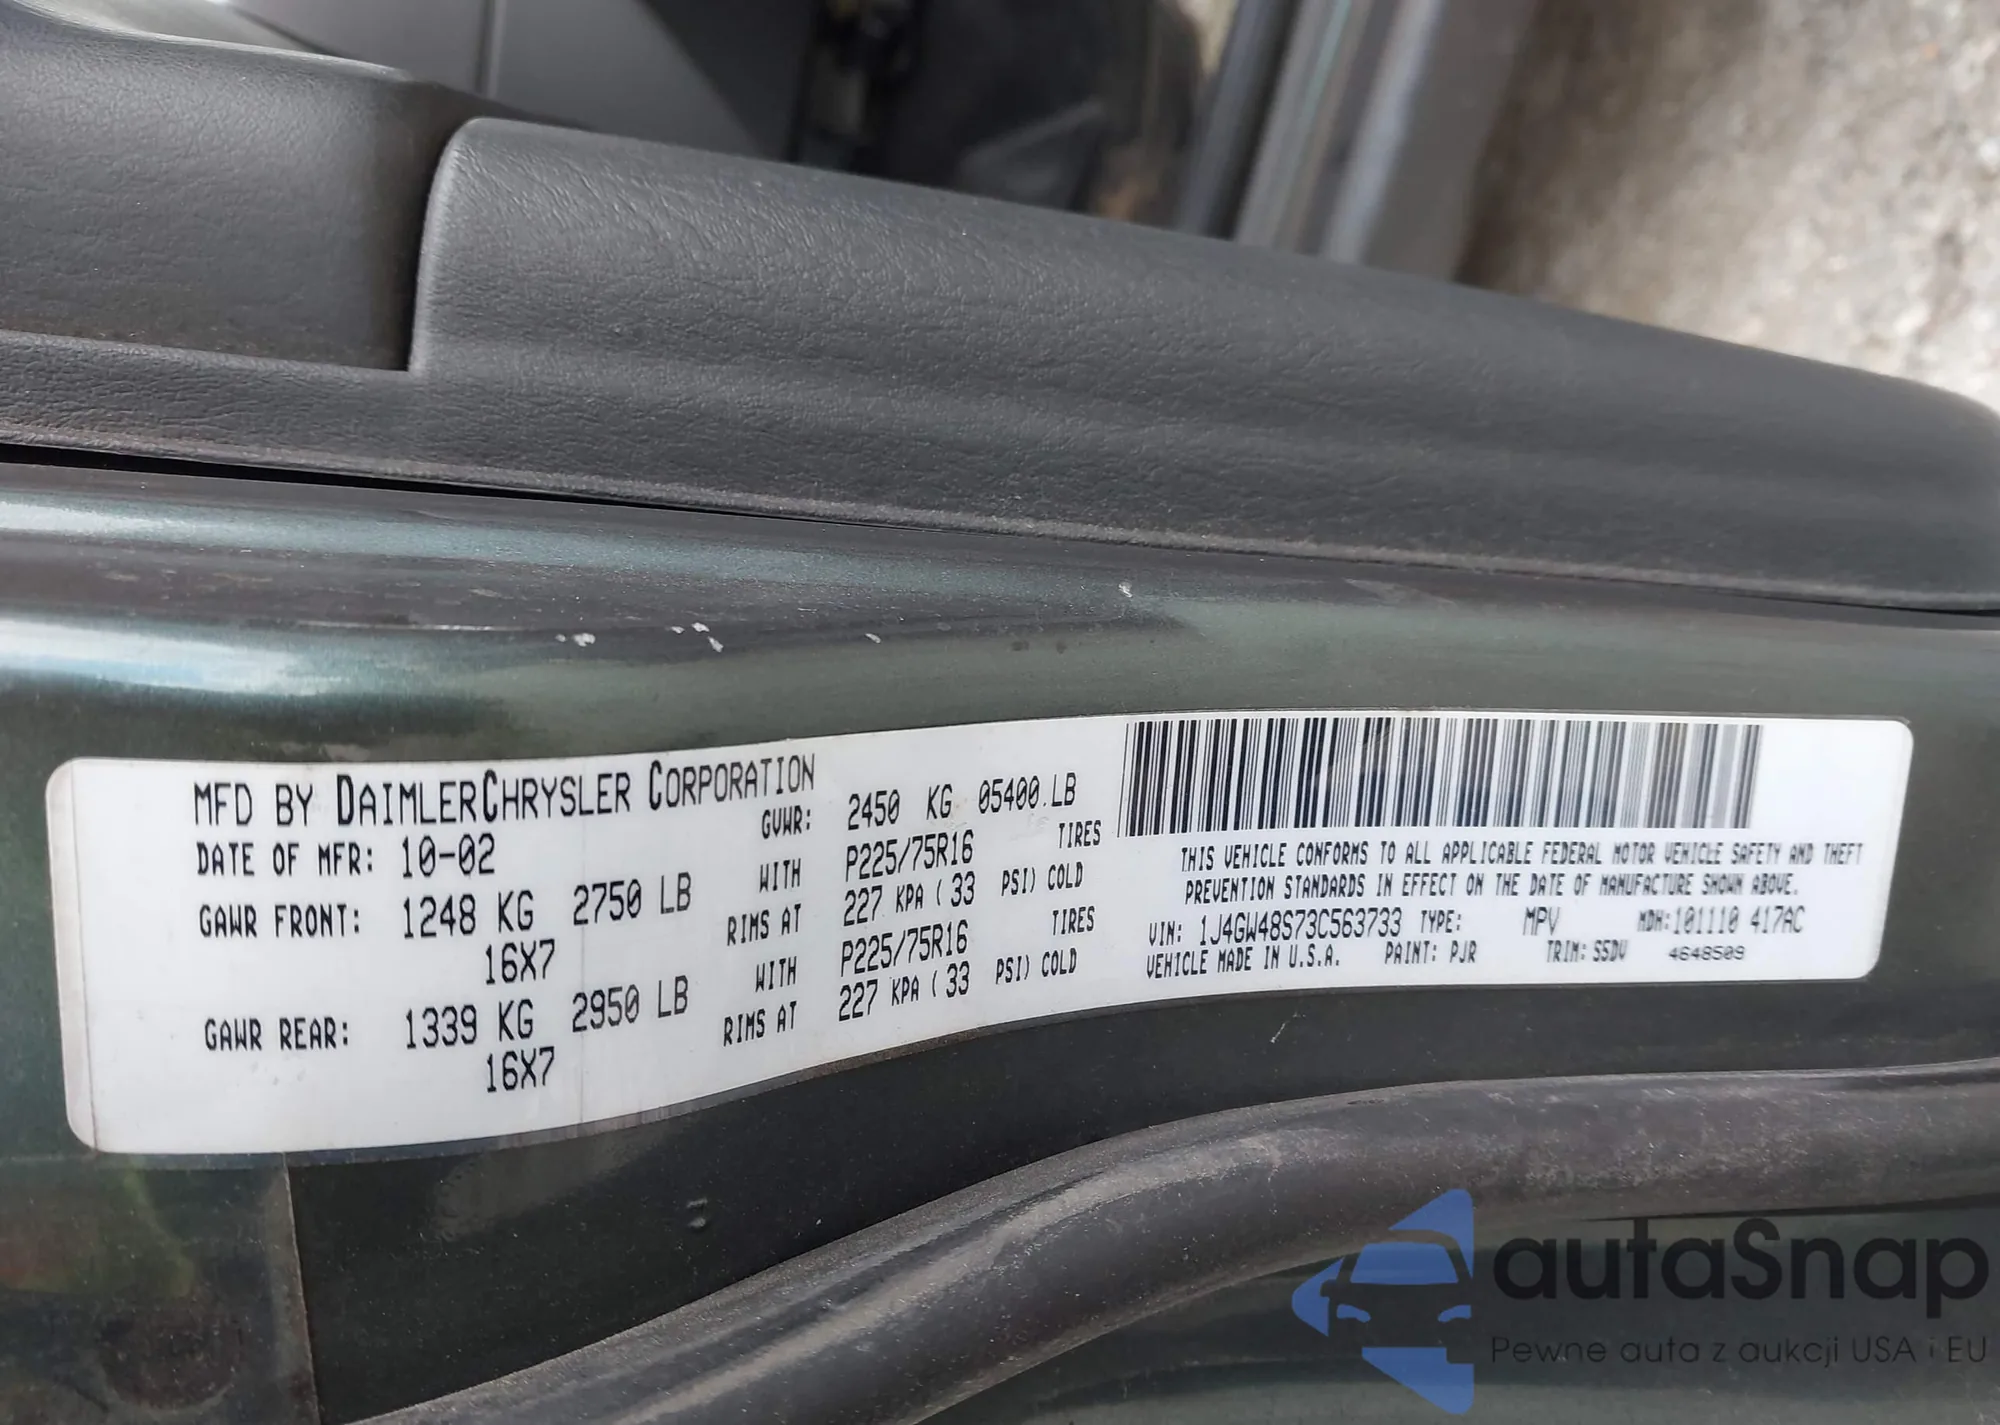 MFD BY DAIMLERCHRYSLER CORPORATION
DATE OF MFR: 10-02 GVWR: 2450 KG 05400.LB
GAWR FRONT: 1248 KG 2750 LB WITH P225/75R16 TIRES
16X7 RIMS AT 227 KPA ( 33 PSI) COLD
GAWR REAR: 1339 KG 2950 LB WITH P225/75R16 TIRES
16X7 RIMS AT 227 KPA ( 33 PSI) COLD
THIS VEHICLE CONFORMS TO ALL APPLICABLE FEDERAL MOTOR VEHICLE SAFETY AND THEFT
PREVENTION STANDARDS IN EFFECT ON THE DATE OF MANUFACTURE SHOWN ABOVE.
VIN: 1J4GW48S73C563733 TYPE: MPV MDH:101110 417AC
VEHICLE MADE IN U.S.A. PAINT: PJR TRIM: S5DV 4648509
autaSnap
Pewne auta z aukcji USA i EU